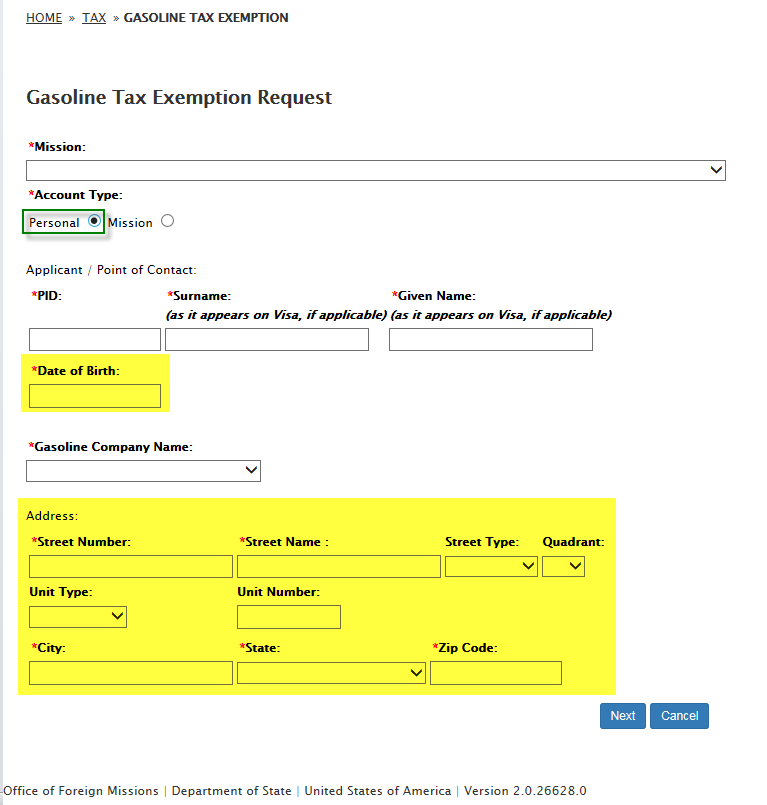 HOME » TAX » GASOLINE TAX EXEMPTION
Gasoline Tax Exemption Request
*Mission:
*Account Type:
Personal Mission
Applicant / Point of Contact:
*PID: *Surname: *Given Name:
(as it appears on Visa, if applicable) (as it appears on Visa, if applicable)
*Date of Birth:
*Gasoline Company Name:
Address:
*Street Number: *Street Name : Street Type: Quadrant:
Unit Type: Unit Number:
*City: *State: *Zip Code:
Next Cancel
Office of Foreign Missions | Department of State | United States of America | Version 2.0.26628.0